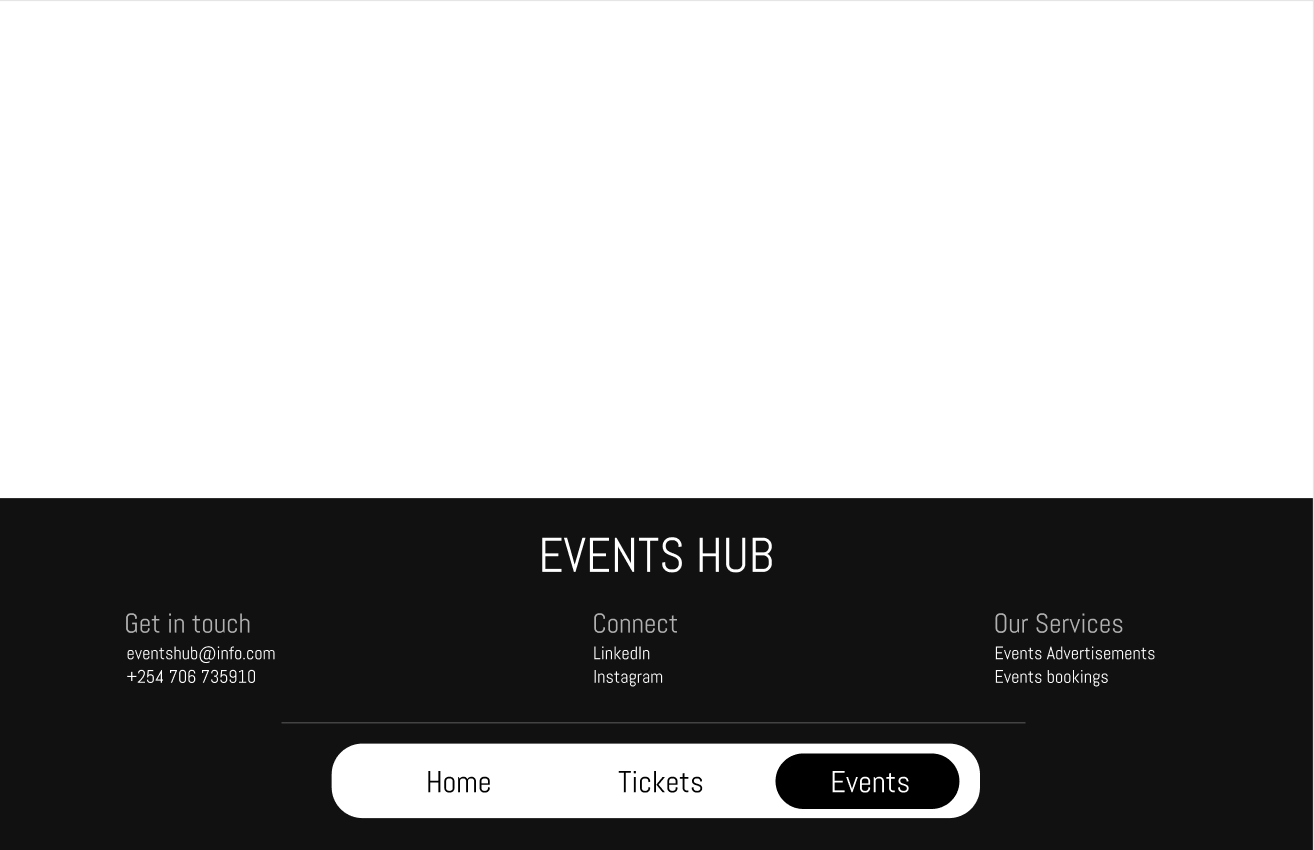 EVENTS HUB
Get in touch
eventshub@info.com
+254 706 735910
Connect
LinkedIn
Instagram
Our Services
Events Advertisements
Events bookings
Home
Tickets
Events